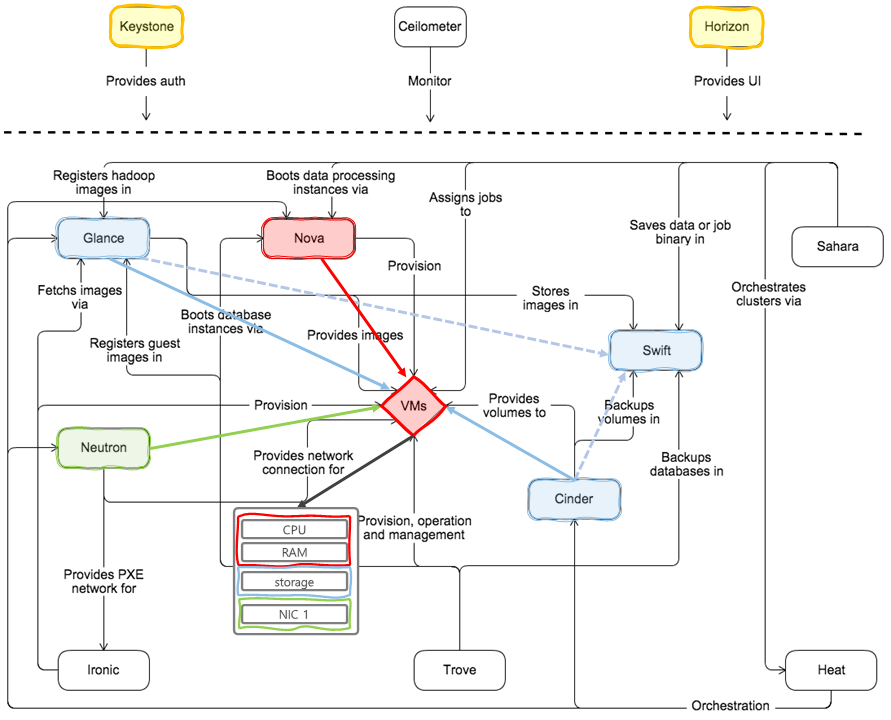 Keystone
Ceilometer
Horizon
Provides auth
Monitor
Provides UI
Registers hadoop
images in
Boots data processing
instances via
Assigns jobs
to
Saves data or job
binary in
Glance
Nova
Sahara
Provision
Fetchs images
via
Orchestrates
clusters via
Stores
images in
Boots database
instances via
Registers guest
images in
Provides images
Swift
Provision
VMs
Provides
volumes to
Backups
volumes in
Neutron
Provides network
connection for
Backups
databases in
Cinder
CPU
RAM
storage
NIC 1
Provision, operation
and management
Provides PXE
network for
Ironic
Trove
Heat
Orchestration